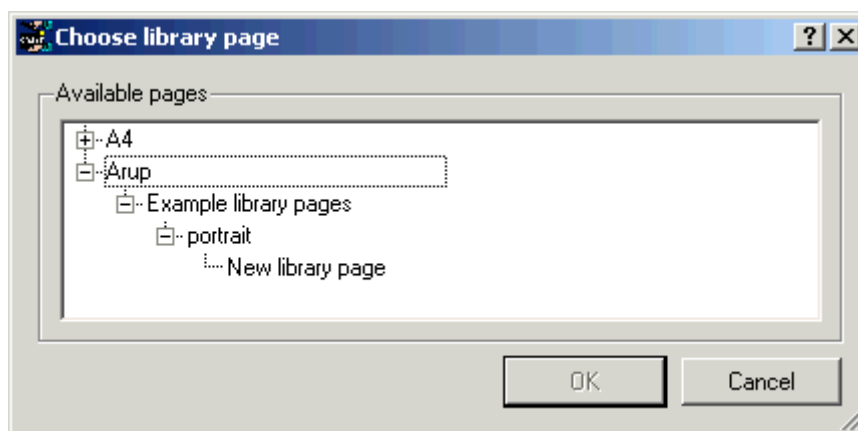 Choose library page
Available pages
A4
Arup
Example library pages
portrait
New library page
OK
Cancel